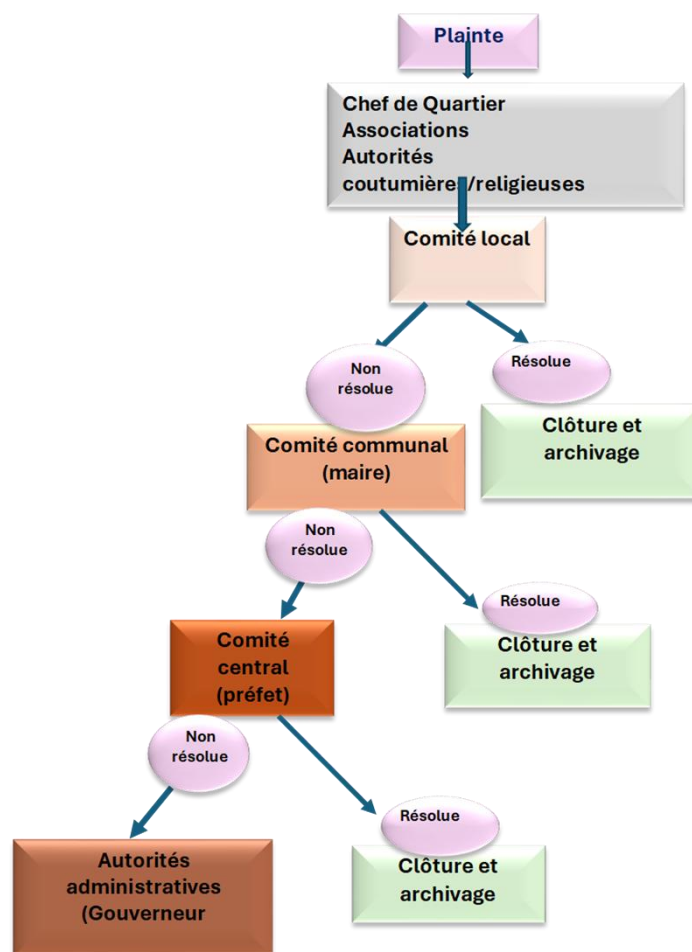 Plainte
Chef de Quartier
Associations
Autorités
coutumières/religieuses
Comité local
Non
résolue
Résolue
Clôture et
archivage
Comité communal
(maire)
Non
résolue
Résolue
Clôture et
archivage
Comité
central
(préfet)
Non
résolue
Résolue
Clôture et
archivage
Autorités
administratives
(Gouverneur